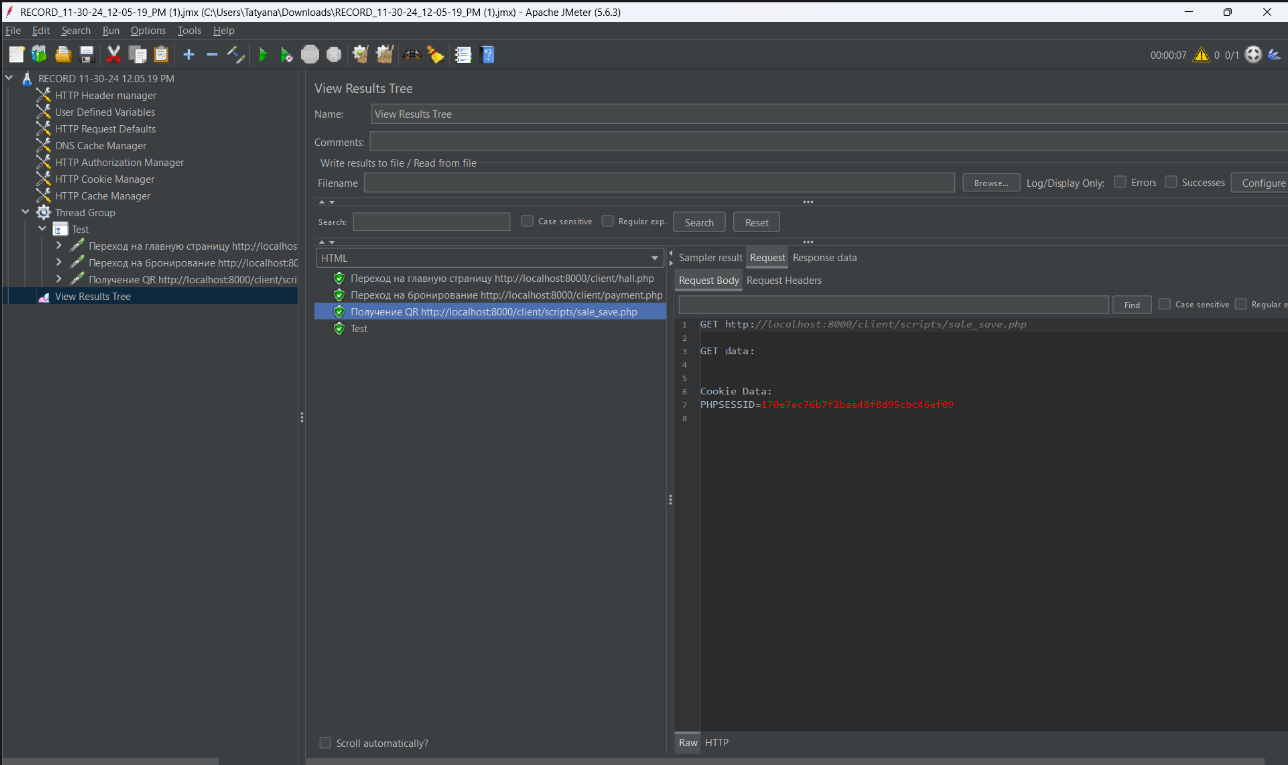 RECORD_11-30-24_12-05-19_PM (1).jmx (C:\Users\Tatyana\Downloads\RECORD_11-30-24_12-05-19_PM (1).jmx) - Apache JMeter (5.6.3)
File Edit Search Run Options Tools Help
00:00:07 0 0/1
RECORD 11-30-24 12.05.19 PM
HTTP Header manager
User Defined Variables
HTTP Request Defaults
DNS Cache Manager
HTTP Authorization Manager
HTTP Cookie Manager
HTTP Cache Manager
Thread Group
Test
Переход на главную страницу http://localhos
Переход на бронирование http://localhost:80
Получение QR http://localhost:8000/client/scri
View Results Tree
View Results Tree
Name: View Results Tree
Comments:
Write results to file / Read from file
Filename Browse... Log/Display Only: Errors Successes Configure
Search: Case sensitive Regular exp. Search Reset
HTML
Переход на главную страницу http://localhost:8000/client/hall.php
Переход на бронирование http://localhost:8000/client/payment.php
Получение QR http://localhost:8000/client/scripts/sale_save.php
Test
Scroll automatically?
Sampler result Request Response data
Request Body Request Headers
Find Case sensitive Regular e
1 GET http://localhost:8000/client/scripts/sale_save.php
2
3 GET data:
4
5
6 Cookie Data:
7 PHPSESSID=170e7ec76b7f2bae48f8d95cbc46ef09
8
Raw HTTP